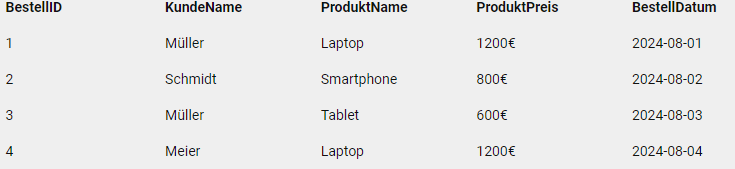 BestellID KundeName ProduktName ProduktPreis BestellDatum
1 Müller Laptop 1200€ 2024-08-01
2 Schmidt Smartphone 800€ 2024-08-02
3 Müller Tablet 600€ 2024-08-03
4 Meier Laptop 1200€ 2024-08-04